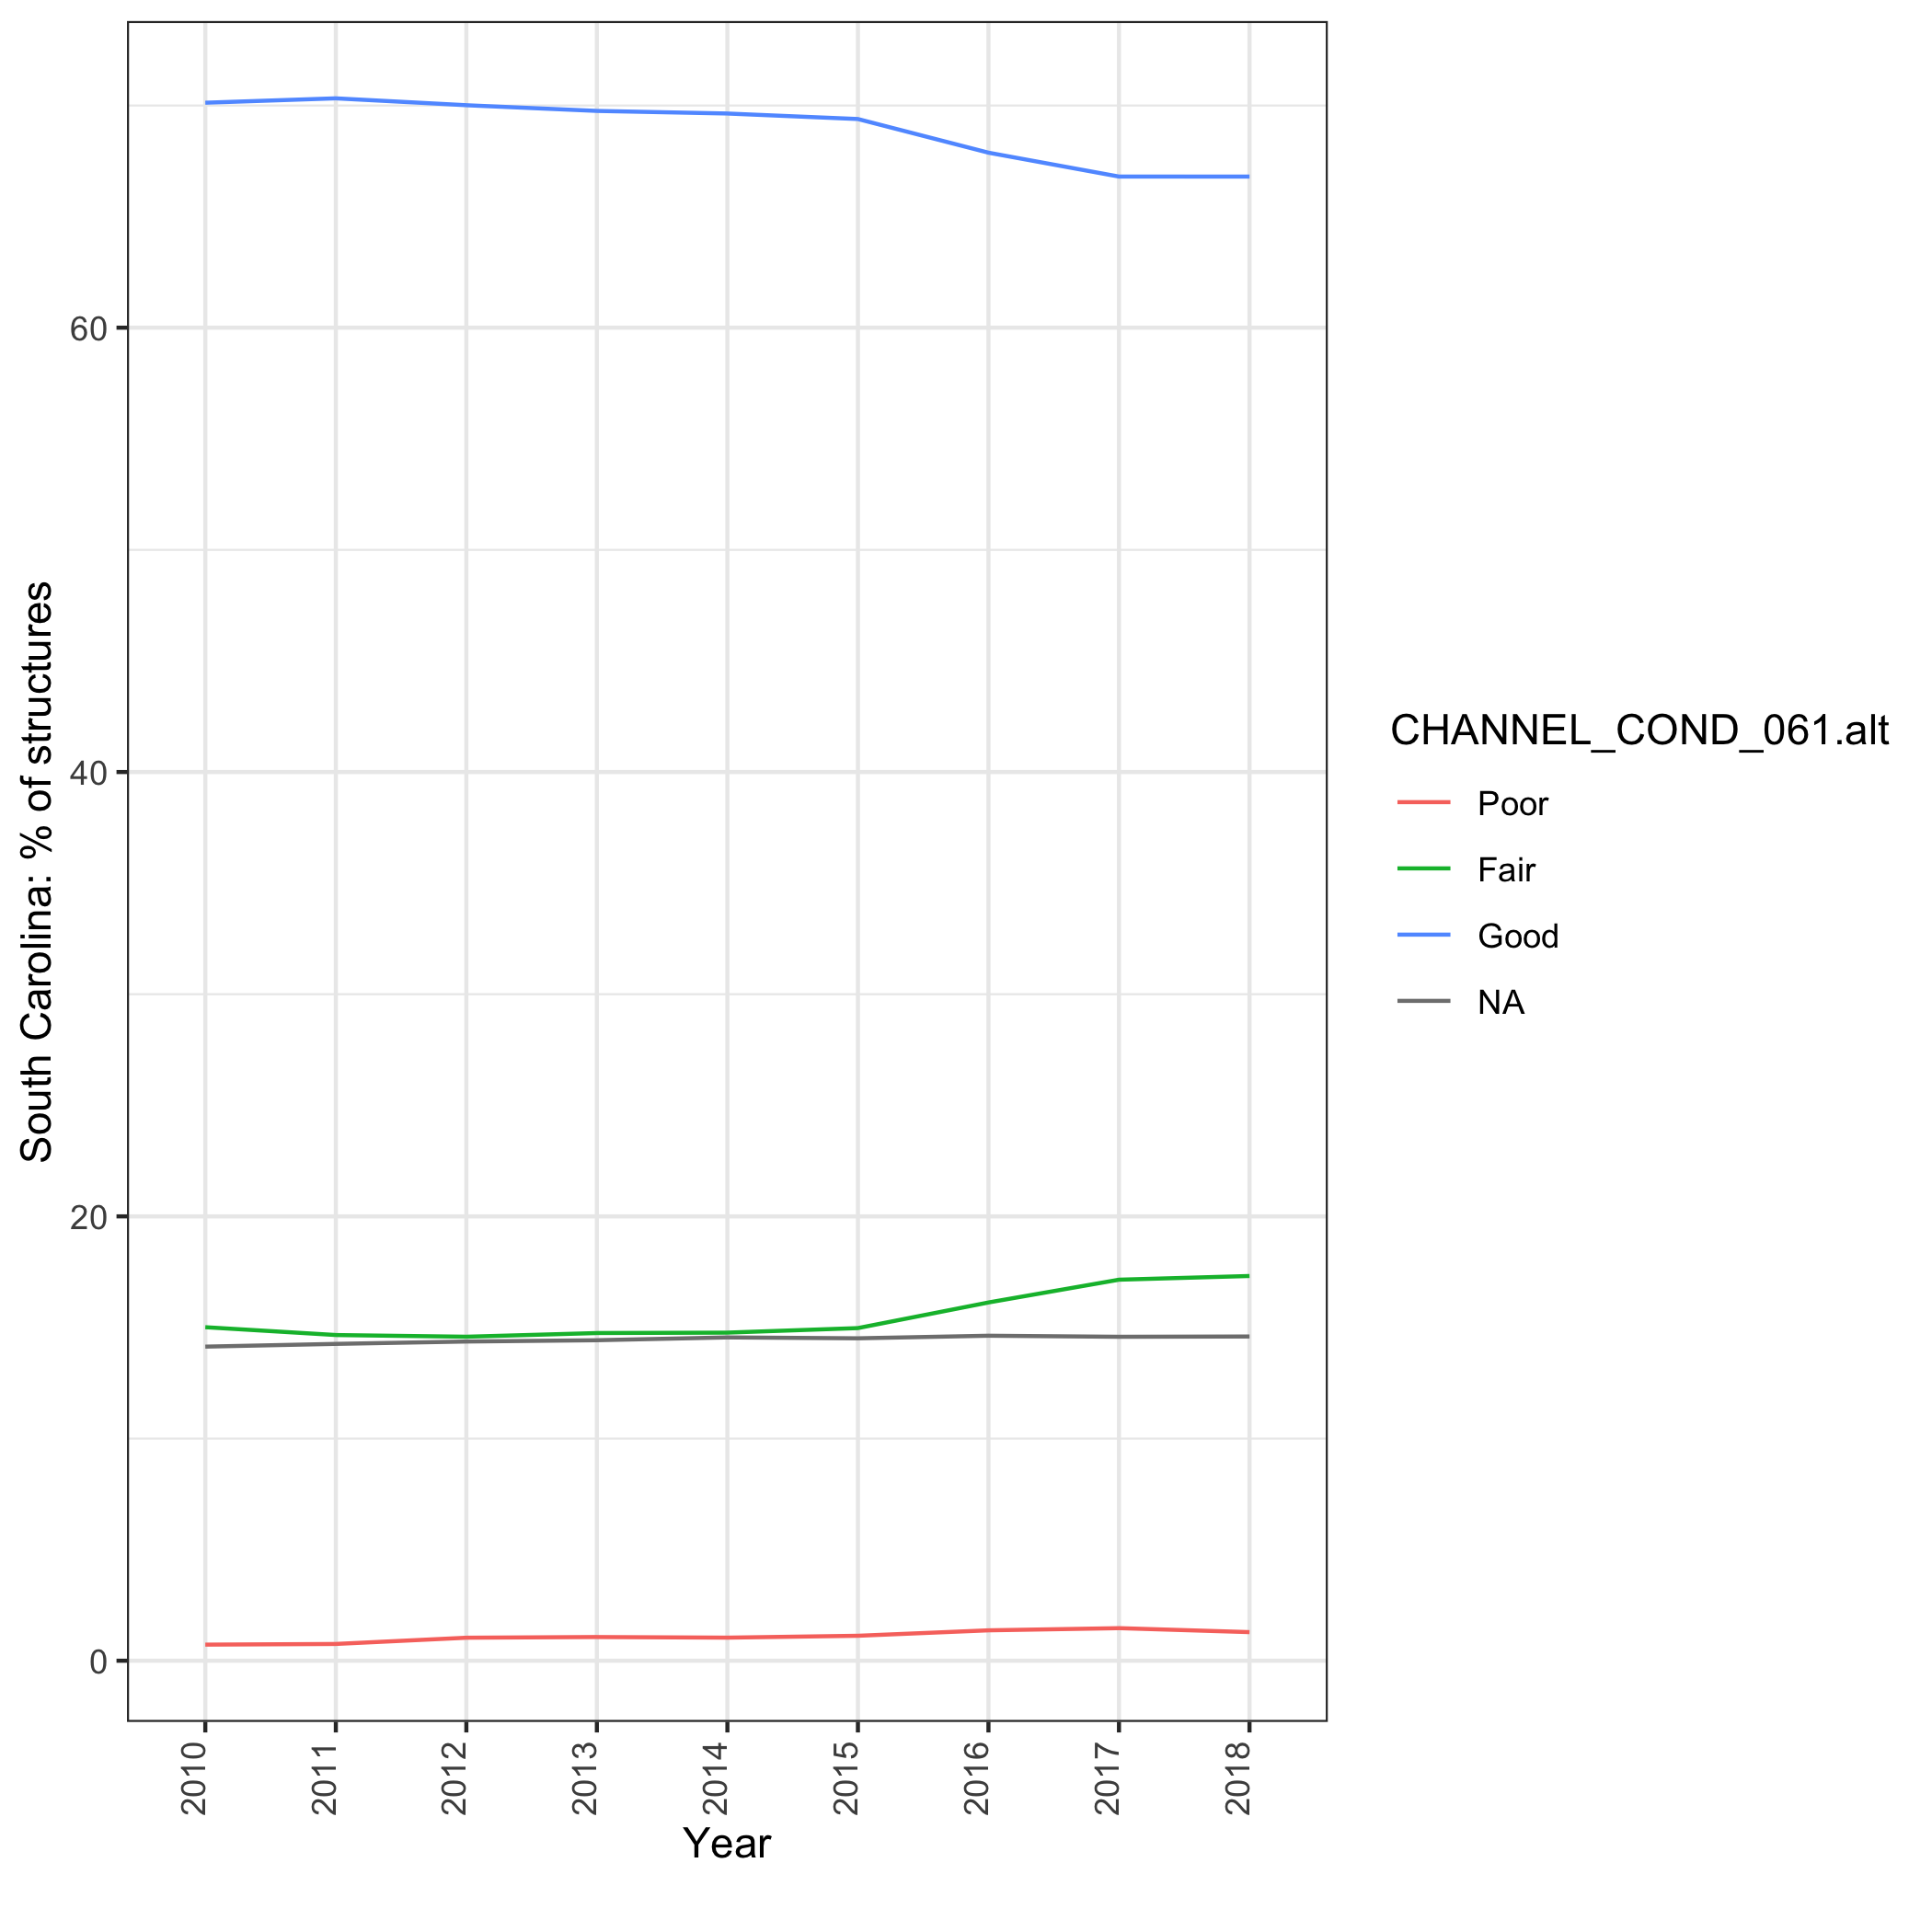 South Carolina: % of structures
60
40
20
0
2010
2011
2012
2013
2014
2015
2016
2017
2018
Year
CHANNEL_COND_061.alt
Poor
Fair
Good
NA